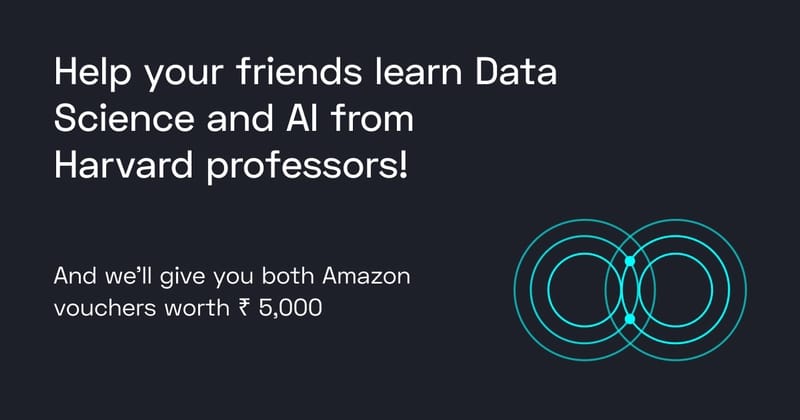 Help your friends learn Data
Science and AI from
Harvard professors!
And we'll give you both Amazon
vouchers worth ₹ 5,000